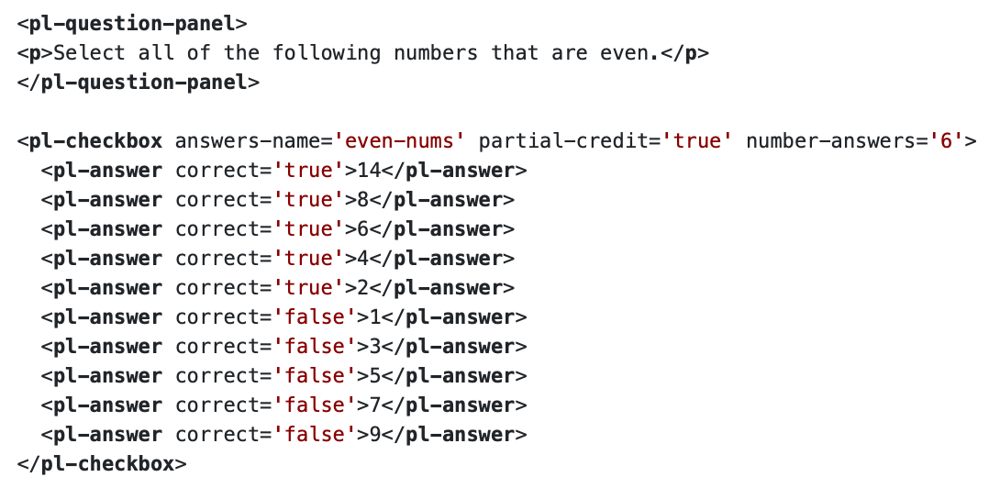 <pl-question-panel>
<p>Select all of the following numbers that are even.</p>
</pl-question-panel>
<pl-checkbox answers-name='even-nums' partial-credit='true' number-answers='6'>
<pl-answer correct='true'>14</pl-answer>
<pl-answer correct='true'>8</pl-answer>
<pl-answer correct='true'>6</pl-answer>
<pl-answer correct='true'>4</pl-answer>
<pl-answer correct='true'>2</pl-answer>
<pl-answer correct='false'>1</pl-answer>
<pl-answer correct='false'>3</pl-answer>
<pl-answer correct='false'>5</pl-answer>
<pl-answer correct='false'>7</pl-answer>
<pl-answer correct='false'>9</pl-answer>
</pl-checkbox>